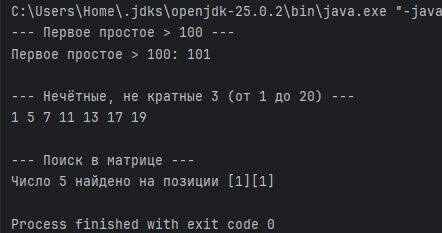 C:\Users\Home\.jdks\openjdk-25.0.2\bin\java.exe "-java
--- Первое простое > 100 ---
Первое простое > 100: 101
--- Нечётные, не кратные 3 (от 1 до 20) ---
1 5 7 11 13 17 19
--- Поиск в матрице ---
Число 5 найдено на позиции [1][1]
Process finished with exit code 0